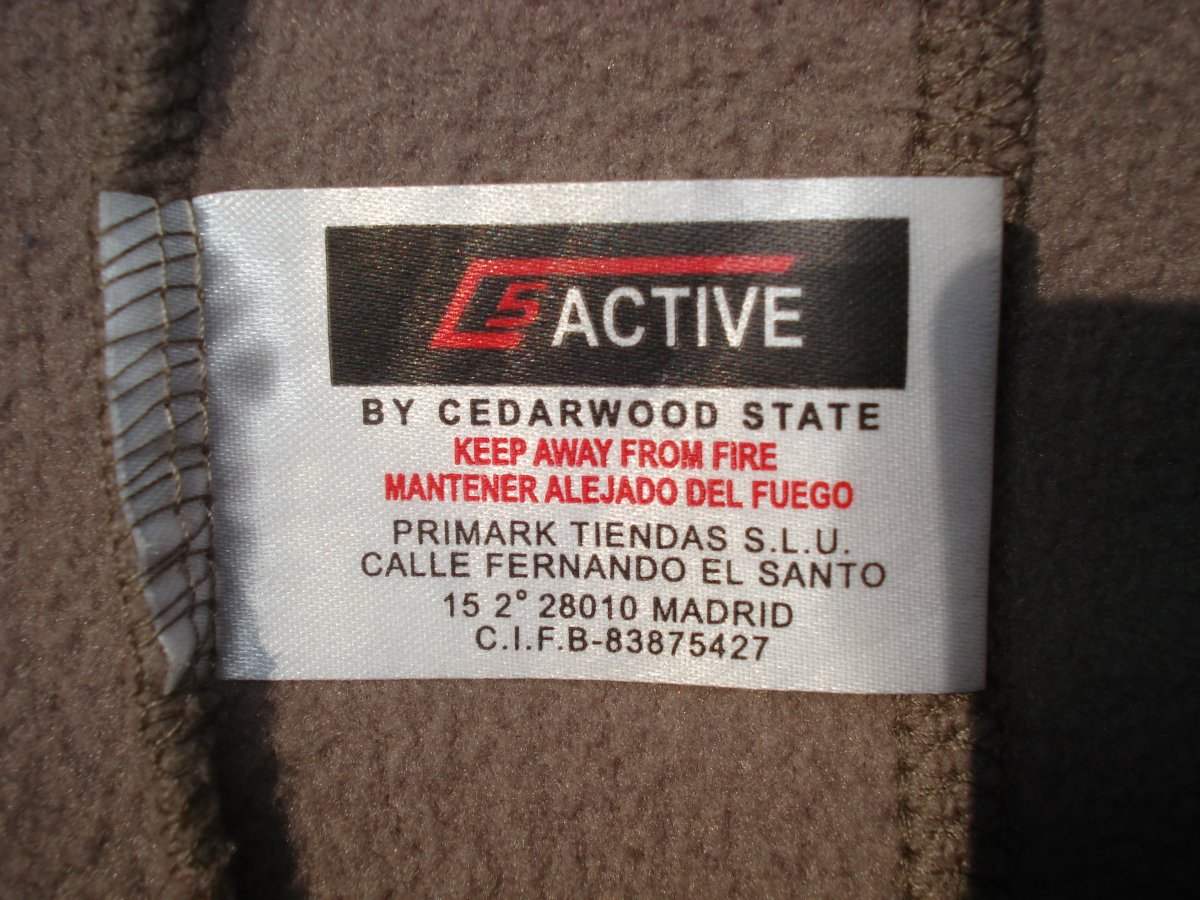 5 ACTIVE
BY CEDARWOOD STATE
KEEP AWAY FROM FIRE
MANTENER ALEJADO DEL FUEGO
PRIMARK TIENDAS S.L.U.
CALLE FERNANDO EL SANTO
15 2° 28010 MADRID
C.I.F.B-83875427